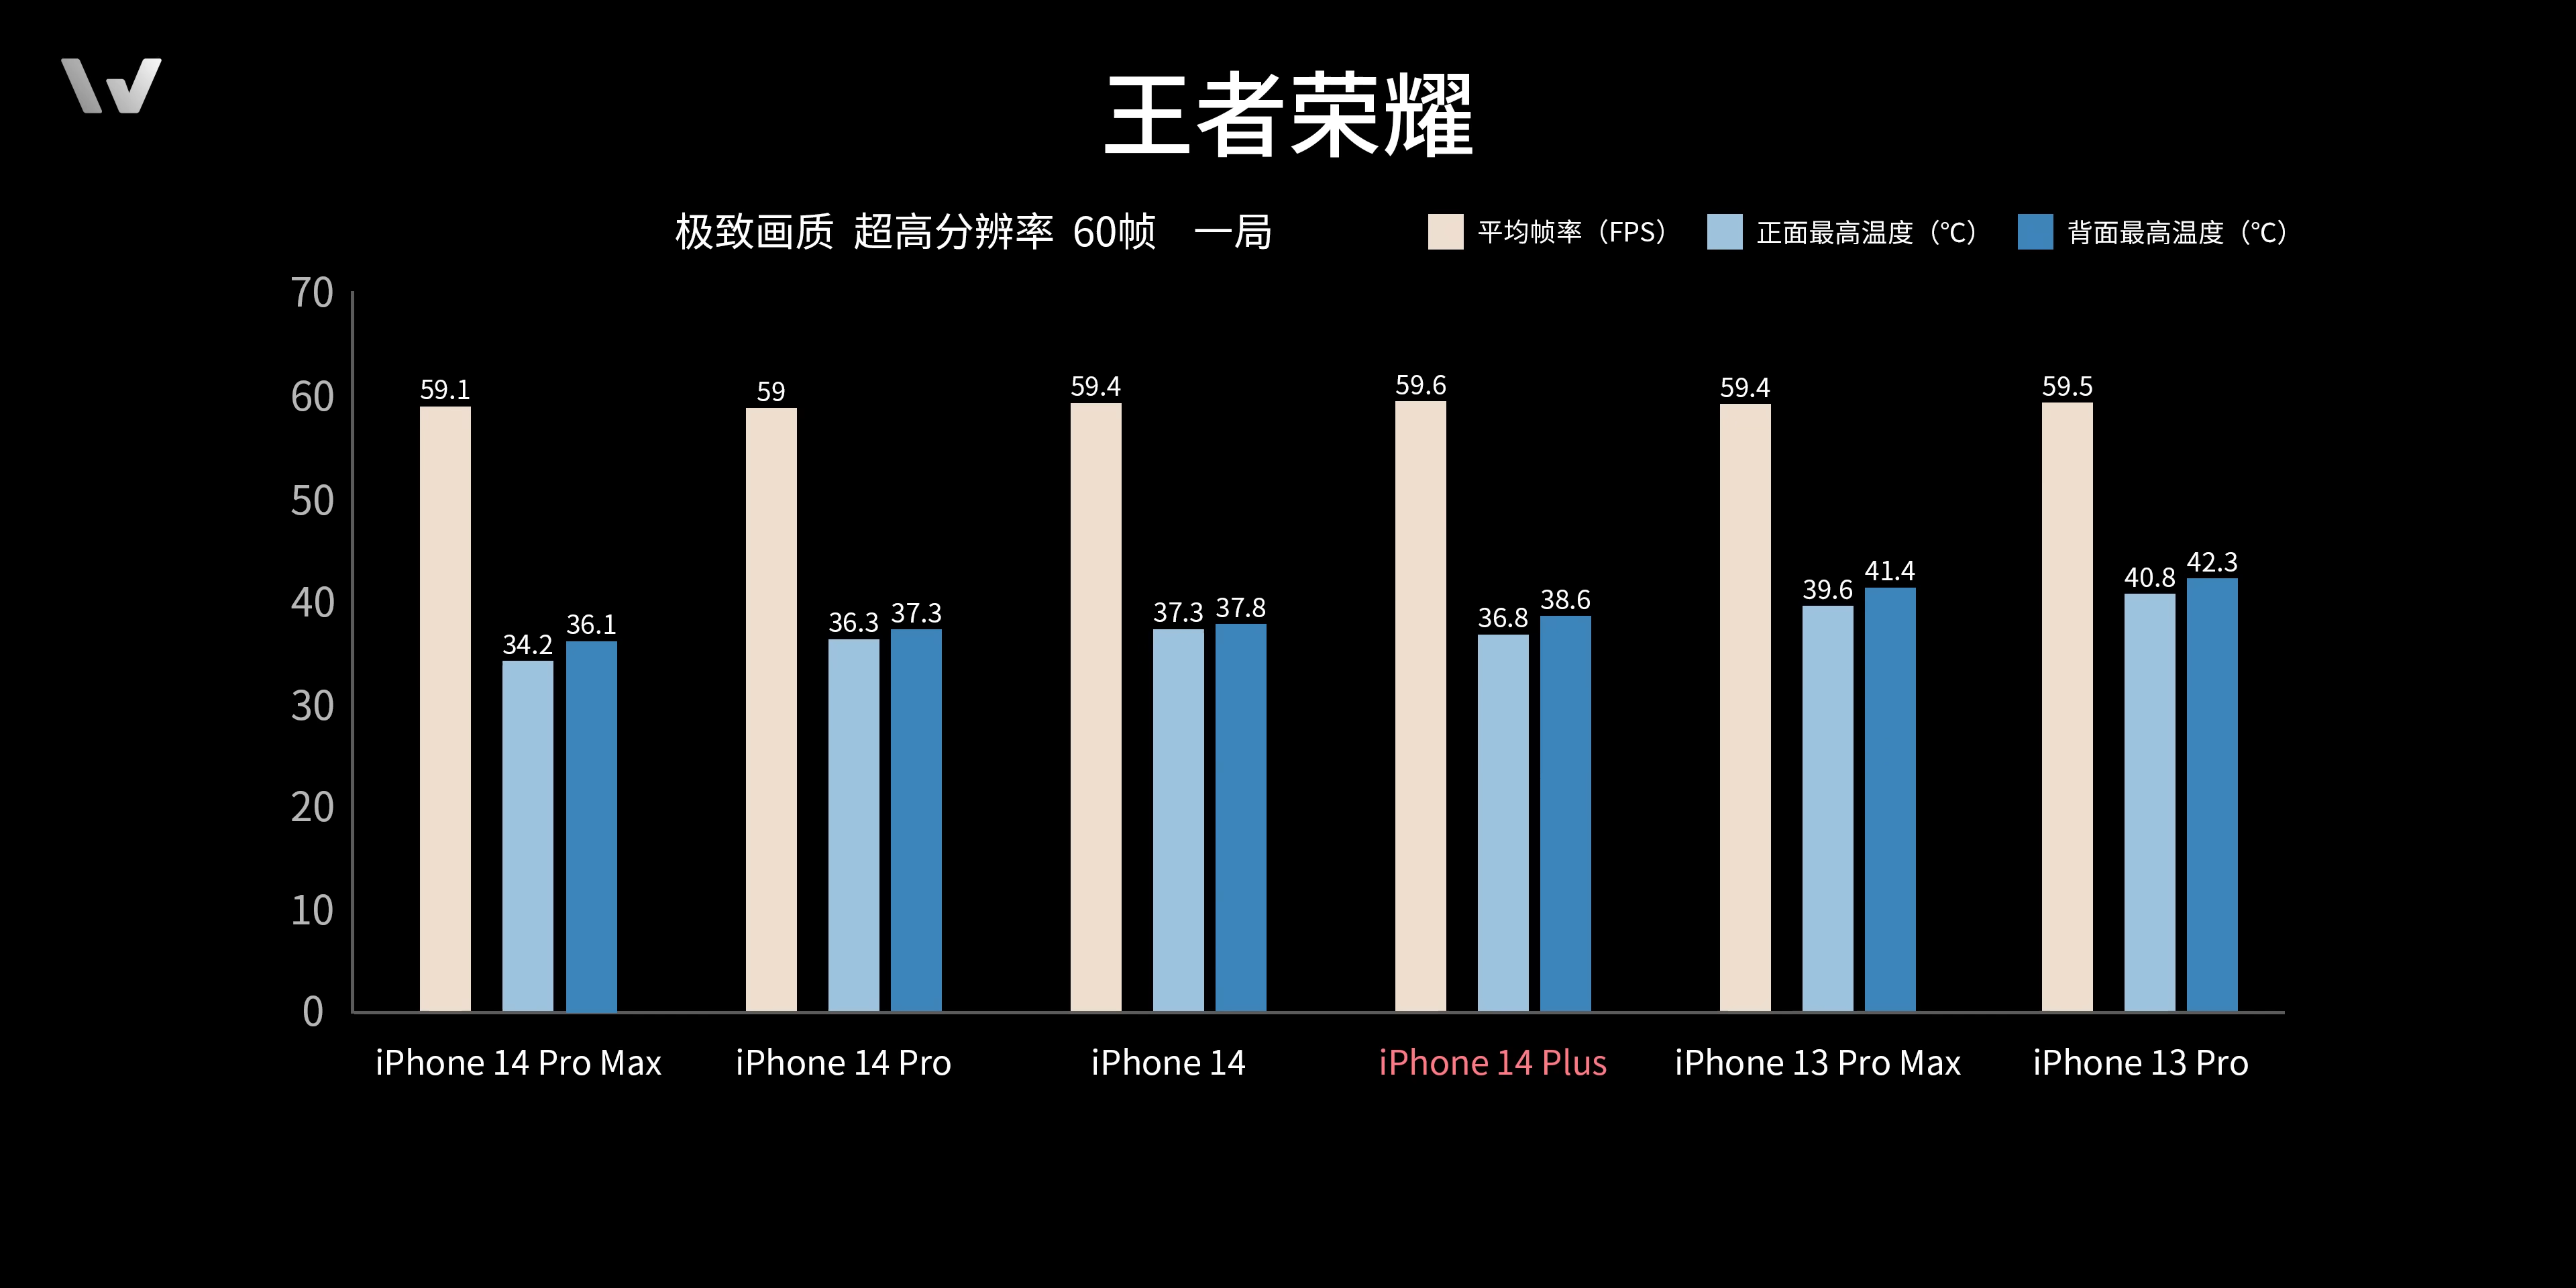 王者荣耀
极致画质 超高分辨率 60帧 一局
平均帧率（FPS） 正面最高温度（℃） 背面最高温度（℃）
70
60
50
40
30
20
10
0
59.1 34.2 36.1
59 36.3 37.3
59.4 37.3 37.8
59.6 36.8 38.6
59.4 39.6 41.4
59.5 40.8 42.3
iPhone 14 Pro Max iPhone 14 Pro iPhone 14 iPhone 14 Plus iPhone 13 Pro Max iPhone 13 Pro